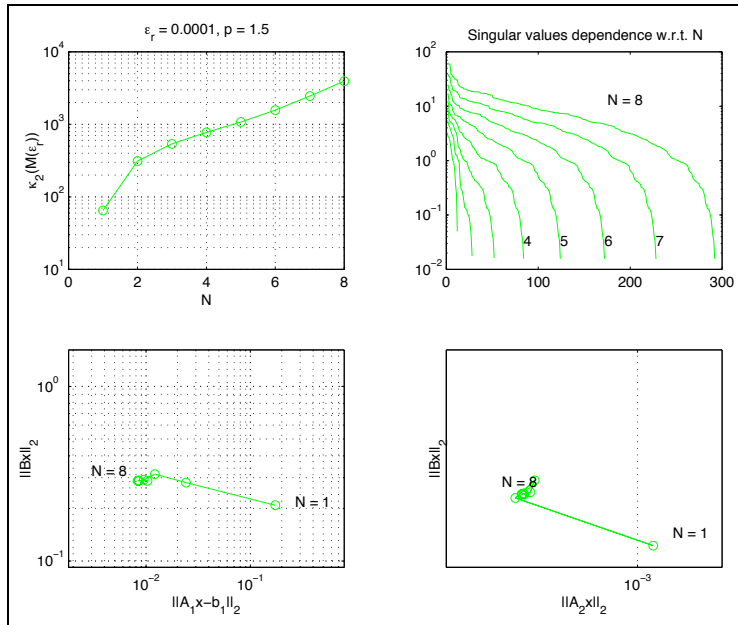 ε_r = 0.0001, p = 1.5
κ_2(M(ε_r))
10^4
10^3
10^2
10^1
0 2 4 6 8
N
Singular values dependence w.r.t. N
10^2
10^1
10^0
10^-1
10^-2
N = 8
4 5 6 7
0 100 200 300
||Bx||_2
10^0
10^-1
N = 8
N = 1
10^-2 10^-1
||A_1x-b_1||_2
||Bx||_2
N = 8
N = 1
10^-3
||A_2x||_2